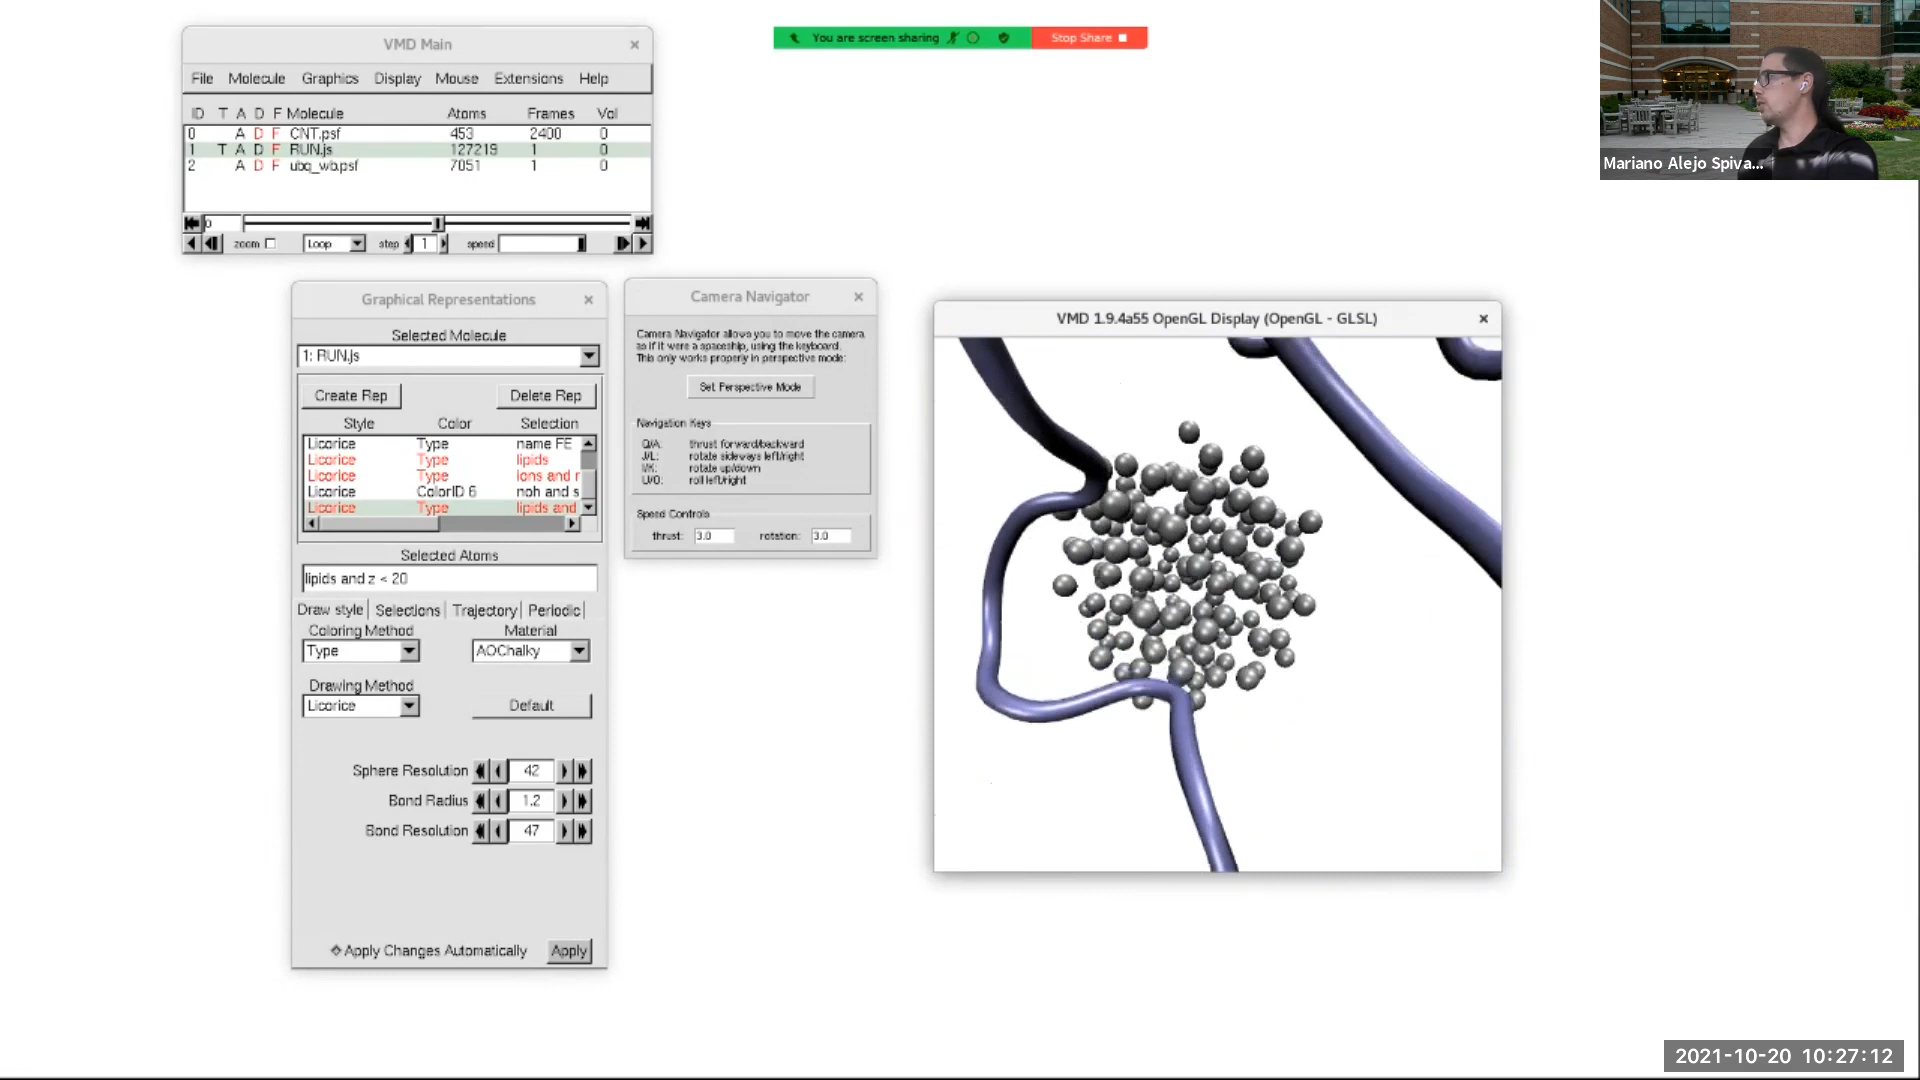 VMD Main
File Molecule Graphics Display Mouse Extensions Help
ID T A D F Molecule Atoms Frames Vol
0 A D F CNT.psf 453 2400 0
1 T A D F RUN.js 127219 1 0
2 A D F ubq_wb.psf 7051 1 0
0
zoom Loop step 1 speed
You are screen sharing Stop Share
Mariano Alejo Spiva...
Graphical Representations
Selected Molecule
1: RUN.js
Create Rep Delete Rep
Style Color Selection
Licorice Type name FE
Licorice Type lipids
Licorice Type ions and r
Licorice ColorID 6 noh and s
Licorice Type lipids and
Selected Atoms
lipids and z < 20
Draw style Selections Trajectory Periodic
Coloring Method Material
Type AOChalky
Drawing Method
Licorice Default
Sphere Resolution 42
Bond Radius 1.2
Bond Resolution 47
Apply Changes Automatically Apply
Camera Navigator
Camera Navigator allows you to move the camera
as if it were a spaceship, using the keyboard.
This only works properly in perspective mode:
Set Perspective Mode
Navigation Keys
Q/A: thrust forward/backward
J/L: rotate sideways left/right
I/K: rotate up/down
U/O: roll left/right
Speed Controls
thrust: 3.0 rotation: 3.0
VMD 1.9.4a55 OpenGL Display (OpenGL - GLSL)
2021-10-20 10:27:12